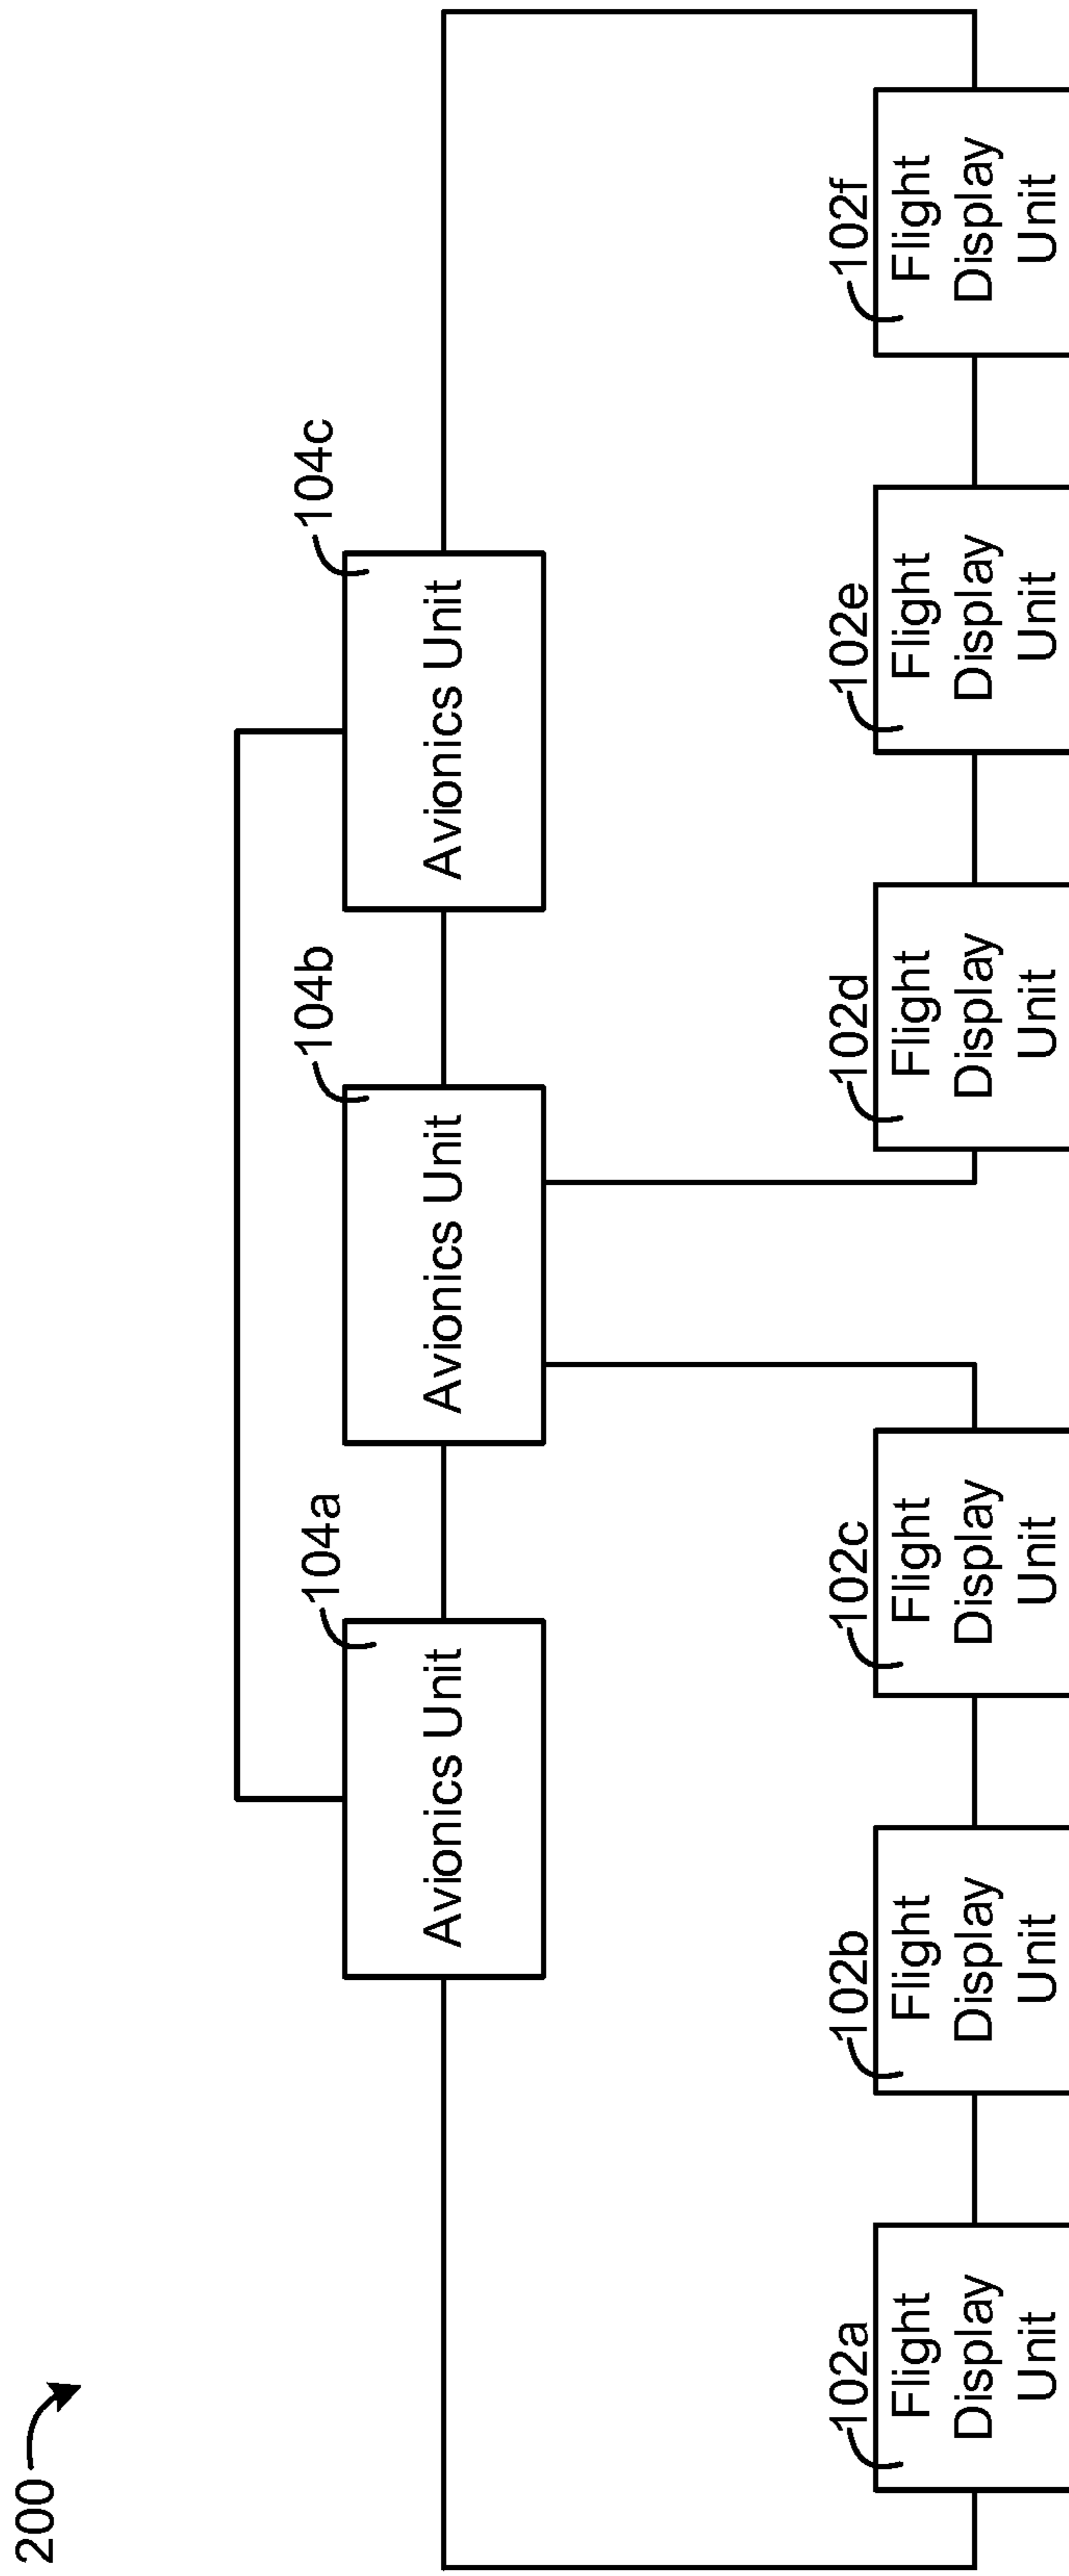 200
104a
104b
104c
Avionics Unit
Avionics Unit
Avionics Unit
102a
102b
102c
102d
102e
102f
Flight
Display
Unit
Flight
Display
Unit
Flight
Display
Unit
Flight
Display
Unit
Flight
Display
Unit
Flight
Display
Unit